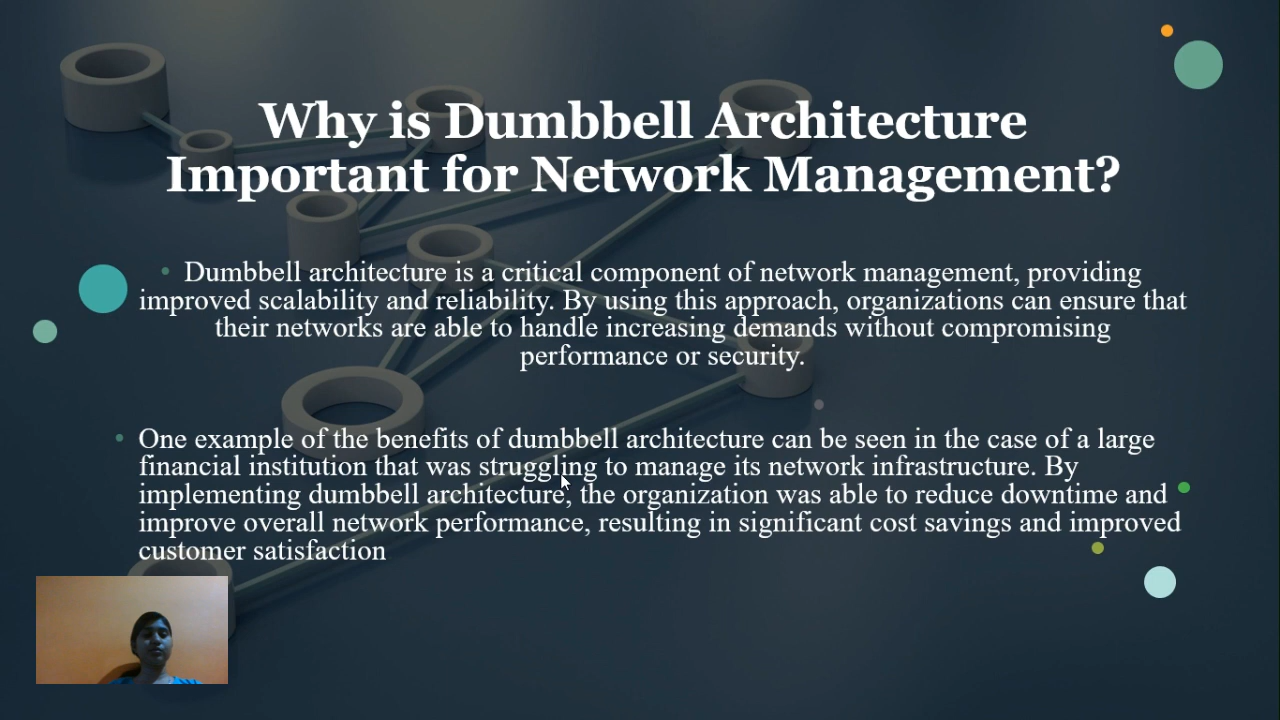 Why is Dumbbell Architecture
Important for Network Management?
• Dumbbell architecture is a critical component of network management, providing
improved scalability and reliability. By using this approach, organizations can ensure that
their networks are able to handle increasing demands without compromising
performance or security.
• One example of the benefits of dumbbell architecture can be seen in the case of a large
financial institution that was struggling to manage its network infrastructure. By
implementing dumbbell architecture, the organization was able to reduce downtime and
improve overall network performance, resulting in significant cost savings and improved
customer satisfaction